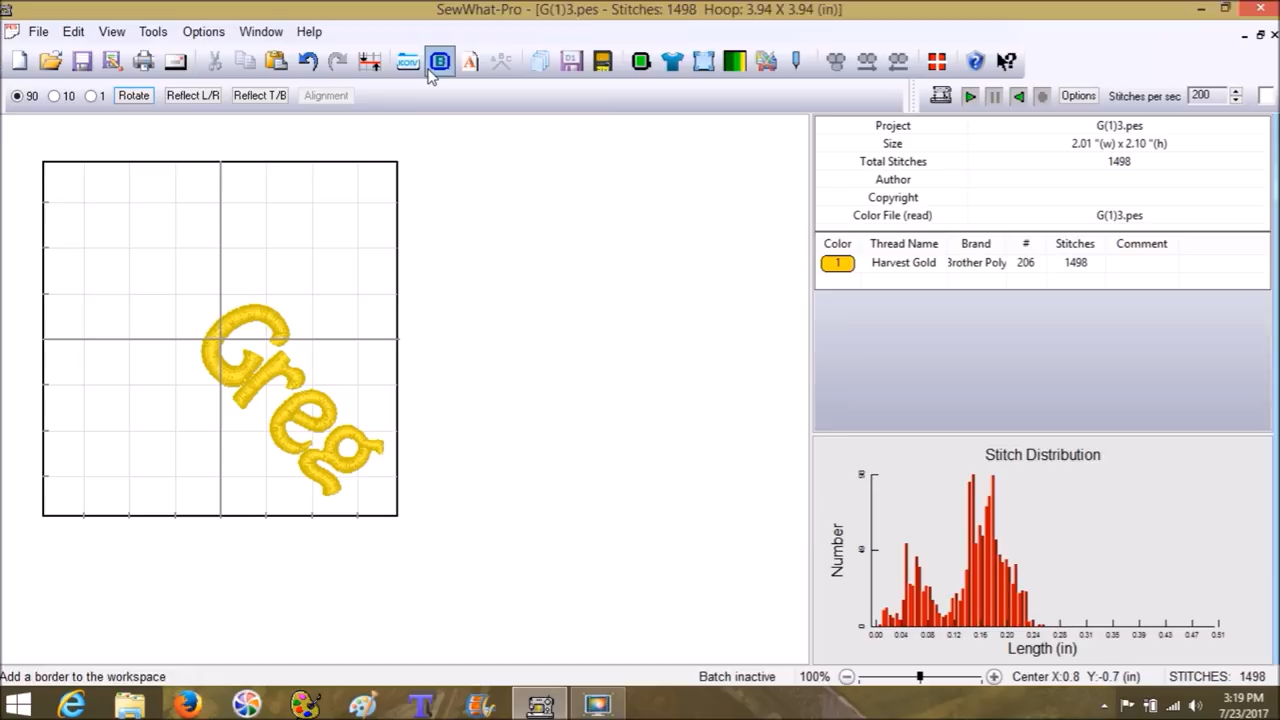 SewWhat-Pro - [G(1)3.pes - Stitches: 1498 Hoop: 3.94 X 3.94 (in)]
File Edit View Tools Options Window Help
90 10 1 Rotate Reflect L/R Reflect T/B Alignment
Options Stitches per sec 200
Project G(1)3.pes
Size 2.01 "(w) x 2.10 "(h)
Total Stitches 1498
Author
Copyright
Color File (read) G(1)3.pes
Color Thread Name Brand # Stitches Comment
1 Harvest Gold Brother Poly 206 1498
Greg
Stitch Distribution
Number
0.00 0.04 0.08 0.12 0.16 0.20 0.24 0.28 0.31 0.35 0.39 0.43 0.47 0.51
Length (in)
Add a border to the workspace
Batch inactive 100% Center X:0.8 Y:-0.7 (in) STITCHES: 1498
3:19 PM
7/23/2017